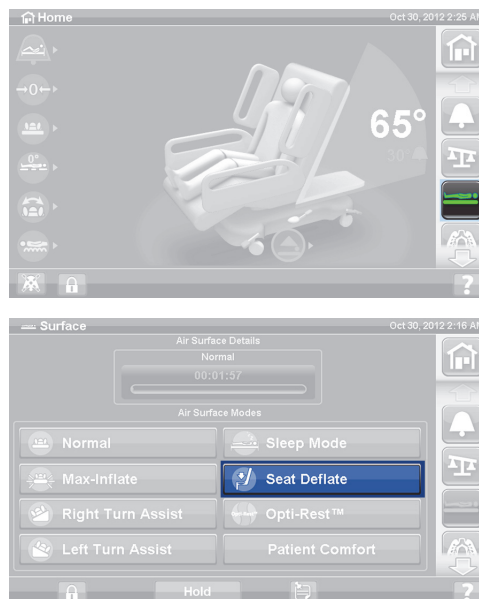 Home
Oct 30, 2012 2:25 AM
→0←
65°
30°
0°
?
Surface
Oct 30, 2012 2:16 AM
Air Surface Details
Normal
00:01:57
Air Surface Modes
Normal
Sleep Mode
Max-Inflate
Seat Deflate
Right Turn Assist
Opti-Rest™
Left Turn Assist
Patient Comfort
Hold
?